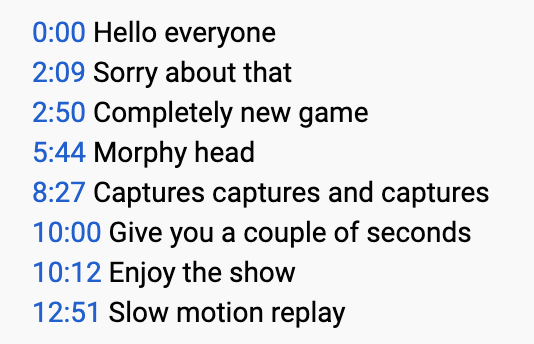 0:00 Hello everyone
2:09 Sorry about that
2:50 Completely new game
5:44 Morphy head
8:27 Captures captures and captures
10:00 Give you a couple of seconds
10:12 Enjoy the show
12:51 Slow motion replay